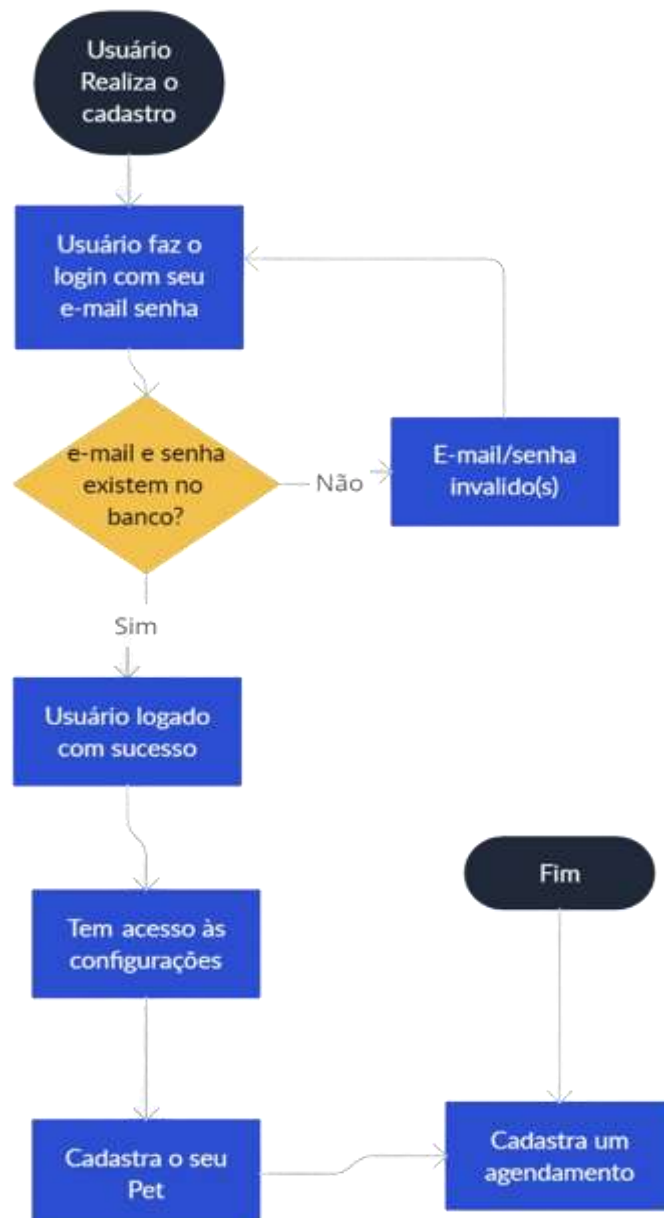 Usuário
Realiza o
cadastro
Usuário faz o
login com seu
e-mail senha
e-mail e senha
existem no
banco?
Não
E-mail/senha
invalido(s)
Sim
Usuário logado
com sucesso
Tem acesso às
configurações
Fim
Cadastra o seu
Pet
Cadastra um
agendamento